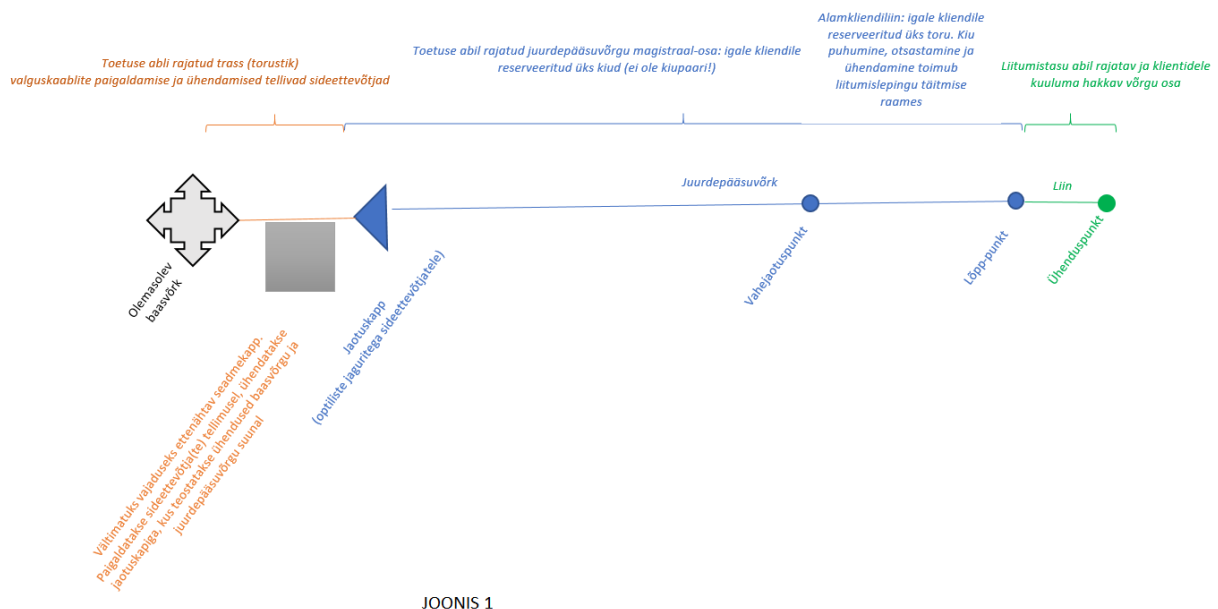 Toetuse abli rajatud trass (torustik)
valguskaablite paigaldamise ja ühendamised tellivad sideettevõtjad
Toetuse abil rajatud juurdepääsuvõrgu magistraal-osa: igale kliendile
reserveeritud üks kiud (ei ole kiupaari!)
Alamkliendiliin: igale kliendile
reserveeritud üks toru. Kiu
puhumine, otsastamine ja
ühendamine toimub
liitumislepingu täitmise
raames
Liitumistasu abil rajatav ja klientidele
kuuluma hakkav võrgu osa
Juurdepääsuvõrk
Liin
Olemasolev
baasvõrk
Vältimatuks vajaduseks ettenähtav seadmekapp.
Paigaldatakse sideettevõtja(te) tellimusel, ühendatakse
jaotuskapiga, kus teostatakse ühendused baasvõrgu ja
juurdepääsuvõrgu suunal
Jaotuskapp
(optiliste jaguritega sideettevõtjatele)
Vahejaotuspunkt
Lõpp-punkt
Ühenduspunkt
JOONIS 1